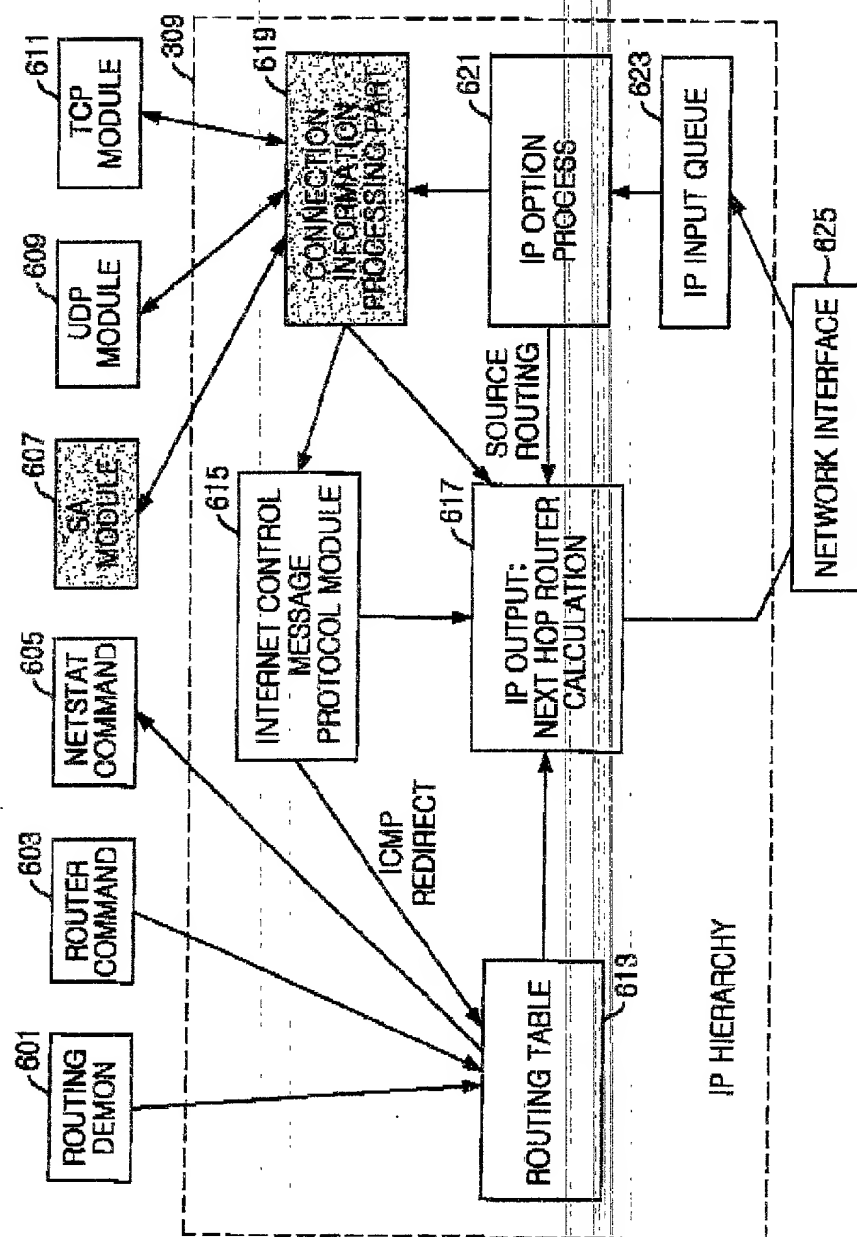 601
ROUTING
DEMON
603
ROUTER
COMMAND
605
NETSTAT
COMMAND
607
SA
MODULE
609
UDP
MODULE
611
TCP
MODULE
309
615
INTERNET CONTROL
MESSAGE
PROTOCOL MODULE
619
CONNECTION
INFORMATION
PROCESSING PART
ICMP
REDIRECT
SOURCE
ROUTING
ROUTING TABLE
613
617
IP OUTPUT:
NEXT HOP ROUTER
CALCULATION
621
IP OPTION
PROCESS
623
IP INPUT QUEUE
IP HIERARCHY
625
NETWORK INTERFACE